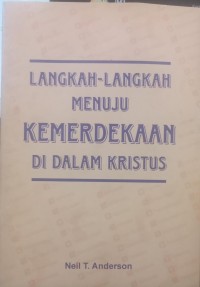 LANGKAH-LANGKAH
MENUJU
KEMERDEKAAN
DI DALAM KRISTUS
Neil T. Anderson